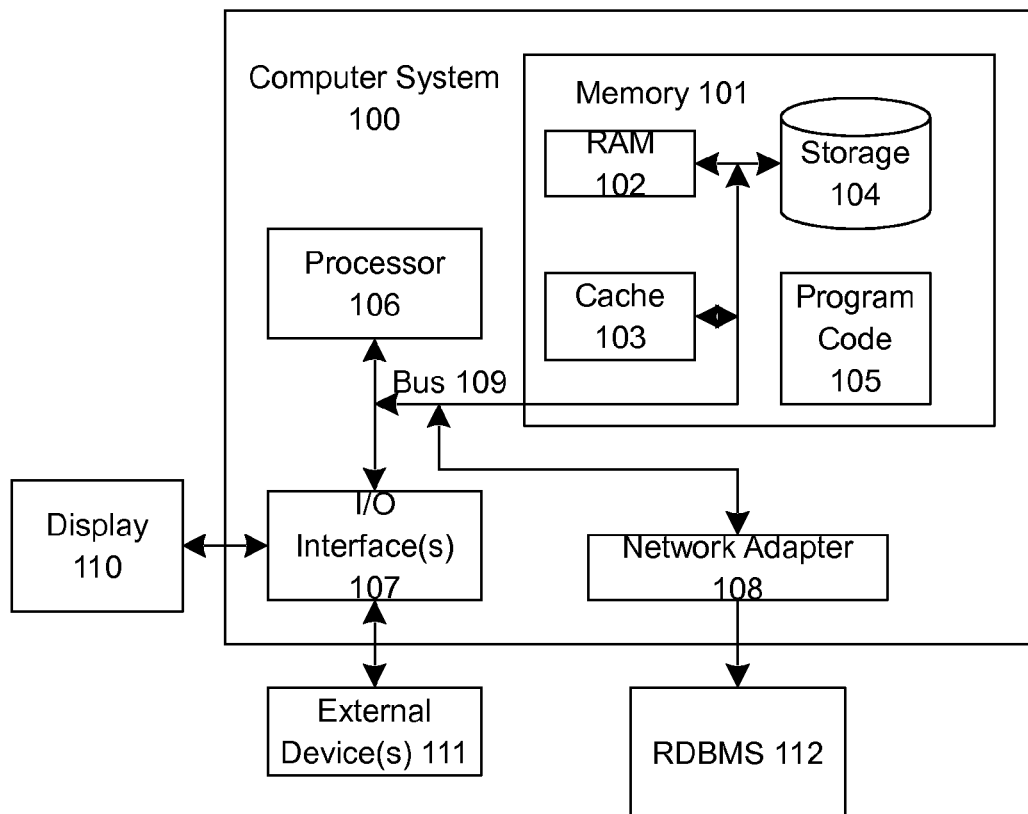 Computer System
100
Memory 101
RAM
102
Storage
104
Processor
106
Cache
103
Program
Code
105
Bus 109
Display
110
I/O
Interface(s)
107
Network Adapter
108
External
Device(s) 111
RDBMS 112